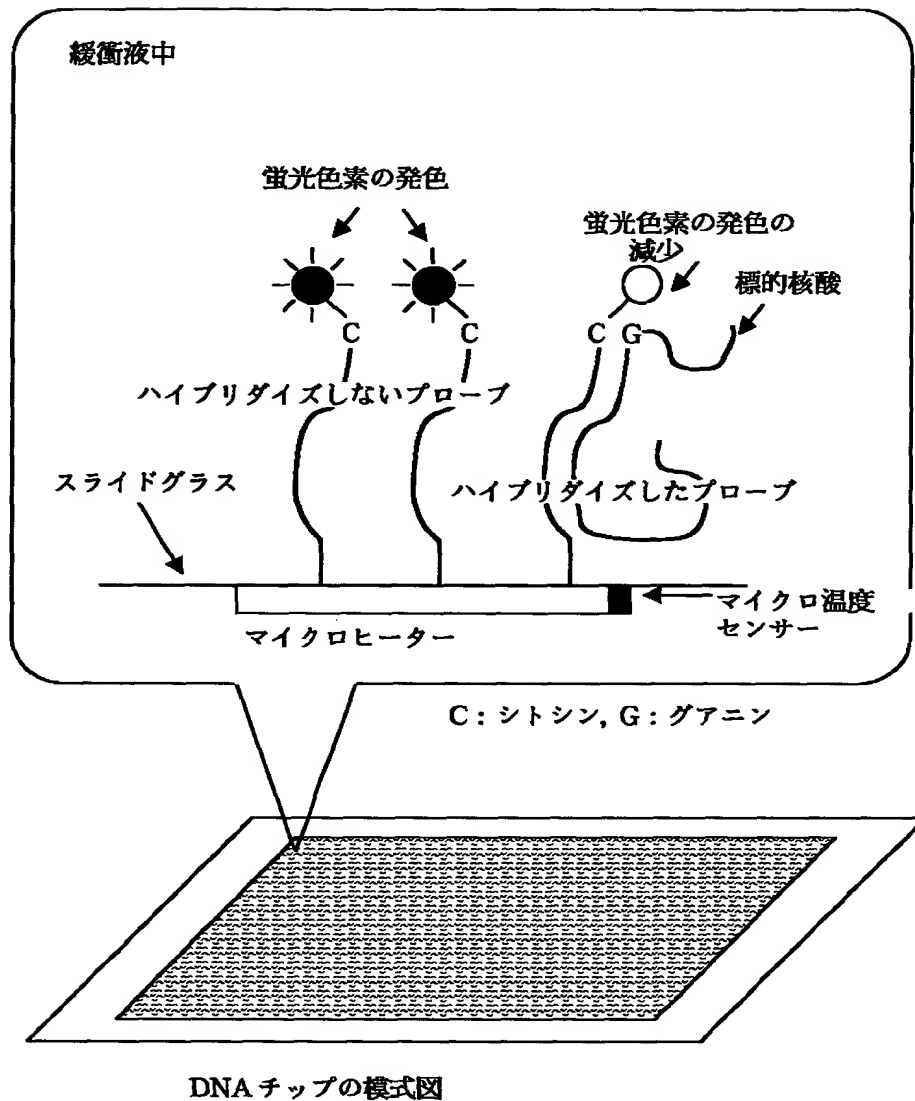 緩衝液中
蛍光色素の発色
蛍光色素の発色の
減少
標的核酸
C
C
C G
ハイブリダイズしないプローブ
スライドグラス
ハイブリダイズしたプローブ
マイクロ温度
センサー
マイクロヒーター
C：シトシン, G：グアニン
DNA チップの模式図